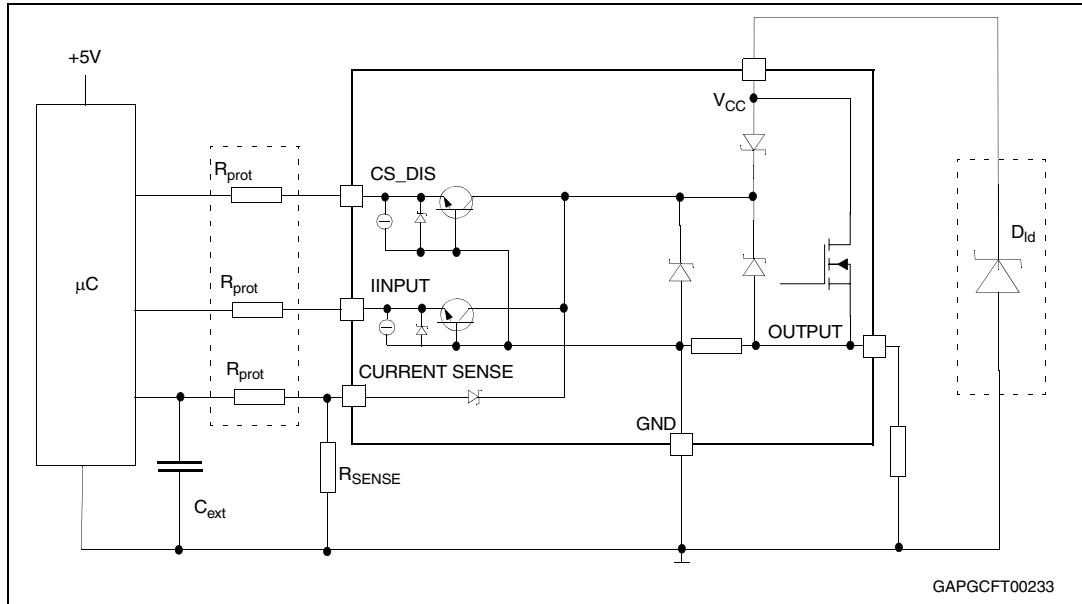 +5V
V_CC
R_prot
CS_DIS
D_ld
μC
R_prot
IINPUT
OUTPUT
R_prot
CURRENT SENSE
GND
R_SENSE
C_ext
GAPGCFT00233